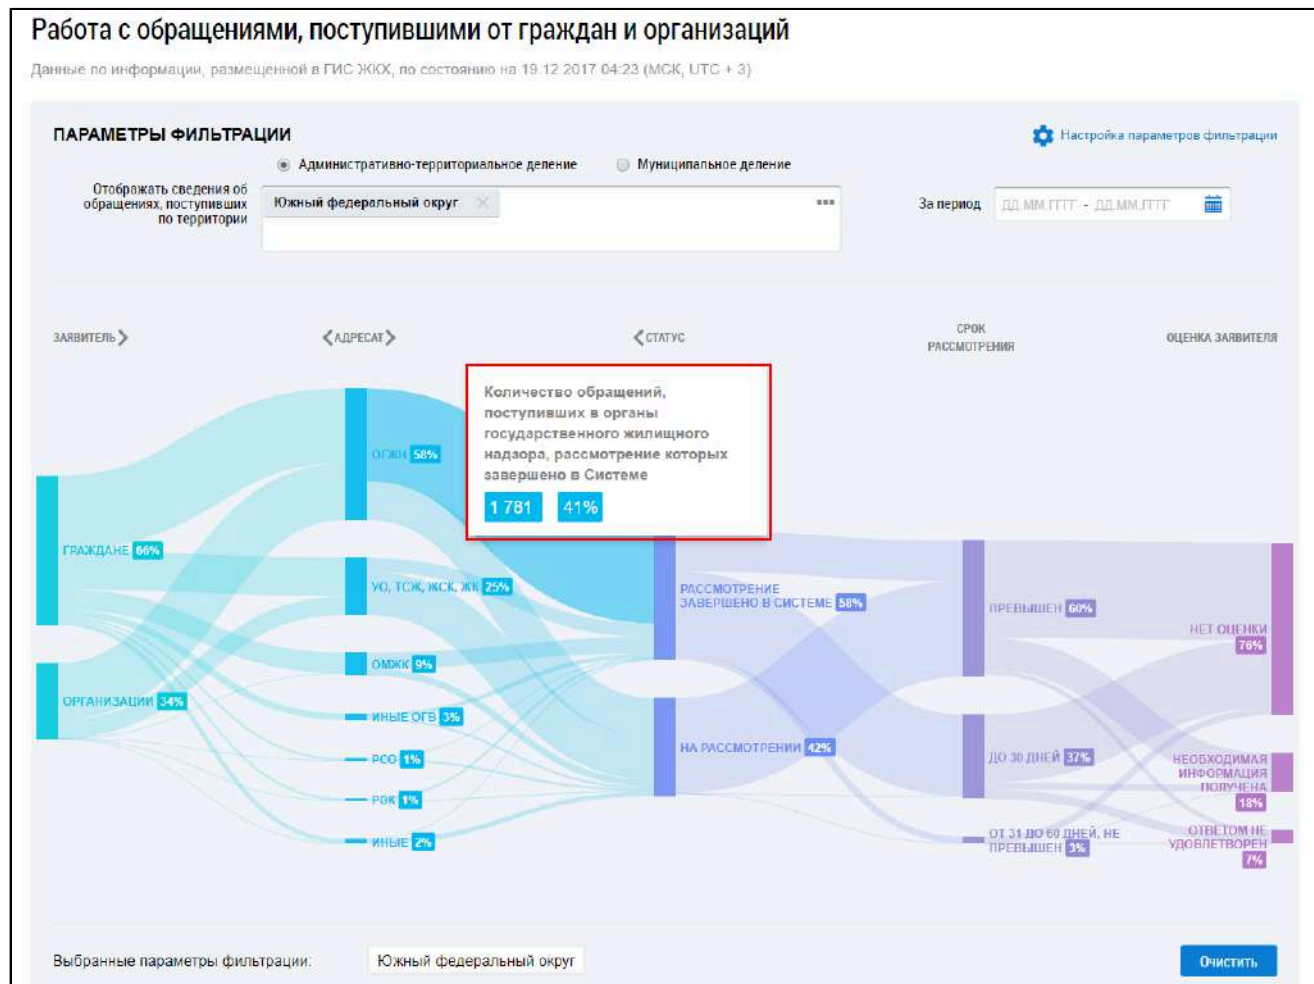 Работа с обращениями, поступившими от граждан и организаций
Данные по информации, размещенной в ГИС ЖКХ, по состоянию на 19.12.2017 04:23 (МСК, UTC + 3)
ПАРАМЕТРЫ ФИЛЬТРАЦИИ
Настройка параметров фильтрации
Административно-территориальное деление
Муниципальное деление
Отображать сведения об
обращениях, поступивших
по территории
Южный федеральный округ
За период
ДД.ММ.ГГГГ - ДД.ММ.ГГГГ
ЗАЯВИТЕЛЬ
АДРЕСАТ
СТАТУС
СРОК
РАССМОТРЕНИЯ
ОЦЕНКА ЗАЯВИТЕЛЯ
Количество обращений,
поступивших в органы
государственного жилищного
надзора, рассмотрение которых
завершено в Системе
1 781 41%
ГРАЖДАНЕ 66%
ОРГАНИЗАЦИИ 34%
ОГЖН 58%
УО, ТСЖ, ЖСК, ЖК 25%
ОМЖК 9%
ИНЫЕ ОГВ 3%
РСО 1%
РЭК 1%
ИНЫЕ 2%
РАССМОТРЕНИЕ
ЗАВЕРШЕНО В СИСТЕМЕ 58%
НА РАССМОТРЕНИИ 42%
ПРЕВЫШЕН 60%
ДО 30 ДНЕЙ 37%
ОТ 31 ДО 60 ДНЕЙ, НЕ
ПРЕВЫШЕН 3%
НЕТ ОЦЕНКИ
76%
НЕОБХОДИМАЯ
ИНФОРМАЦИЯ
ПОЛУЧЕНА
18%
ОТВЕТОМ НЕ
УДОВЛЕТВОРЕН
7%
Выбранные параметры фильтрации:
Южный федеральный округ
Очистить